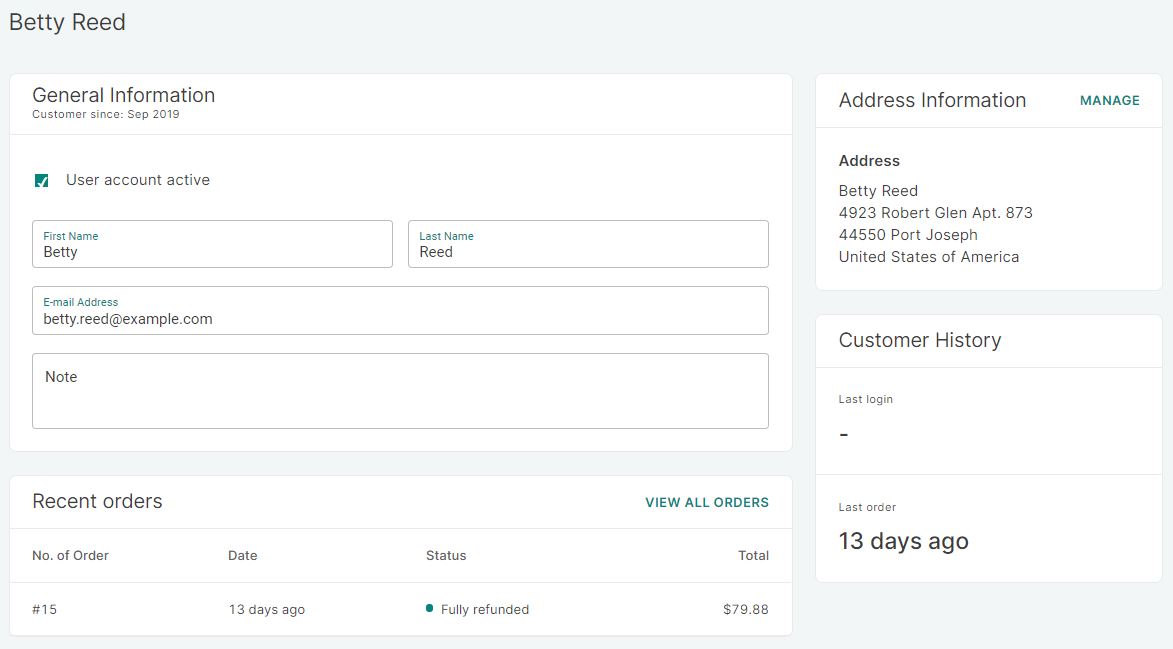 Betty Reed
General Information
Customer since: Sep 2019
User account active
First Name
Betty
Last Name
Reed
E-mail Address
betty.reed@example.com
Note
Recent orders
VIEW ALL ORDERS
No. of Order Date Status Total
#15 13 days ago Fully refunded $79.88
Address Information
MANAGE
Address
Betty Reed
4923 Robert Glen Apt. 873
44550 Port Joseph
United States of America
Customer History
Last login
-
Last order
13 days ago